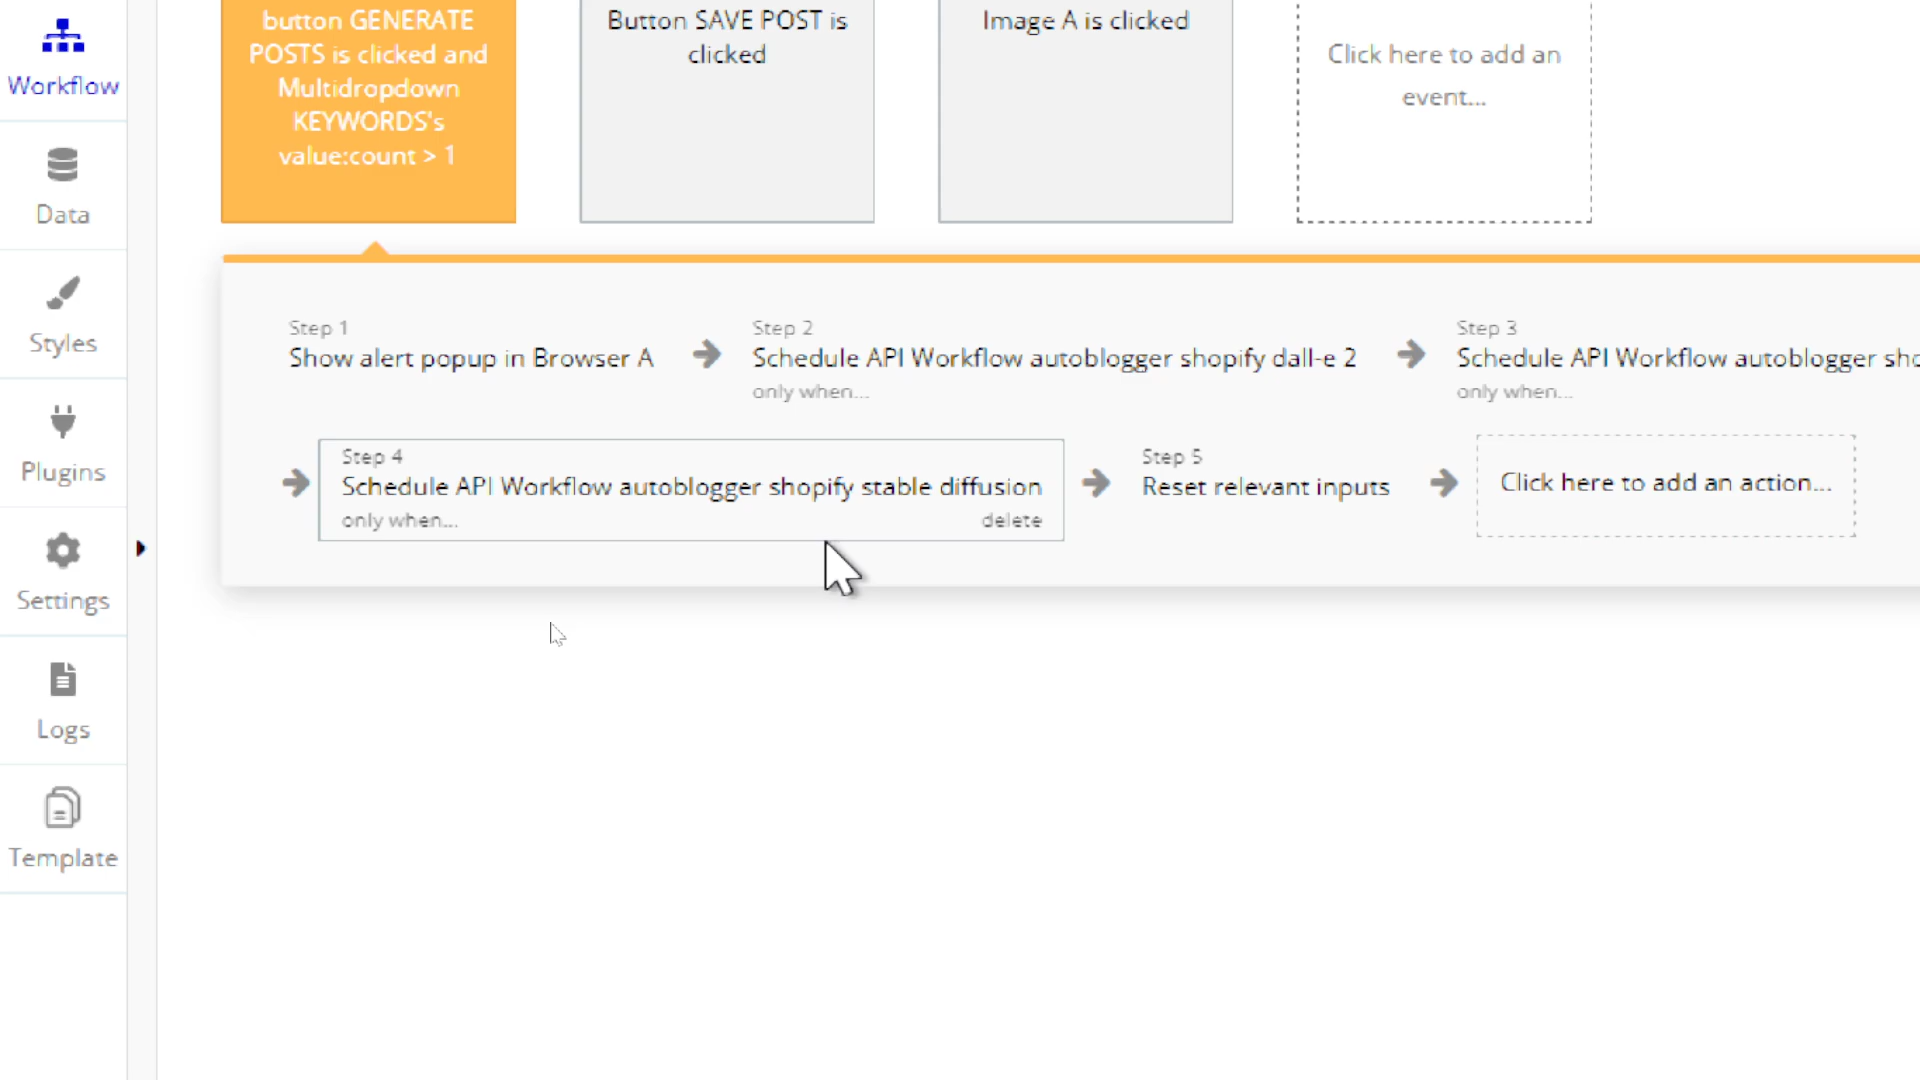 button GENERATE
POSTS is clicked and
Multidropdown
KEYWORDS's
value:count > 1
Button SAVE POST is
clicked
Image A is clicked
Click here to add an
event...
Workflow
Data
Styles
Plugins
Settings
Logs
Template
Step 1
Show alert popup in Browser A
Step 2
Schedule API Workflow autoblogger shopify dall-e 2
only when...
Step 3
Schedule API Workflow autoblogger sho
only when...
Step 4
Schedule API Workflow autoblogger shopify stable diffusion
only when...
delete
Step 5
Reset relevant inputs
Click here to add an action...